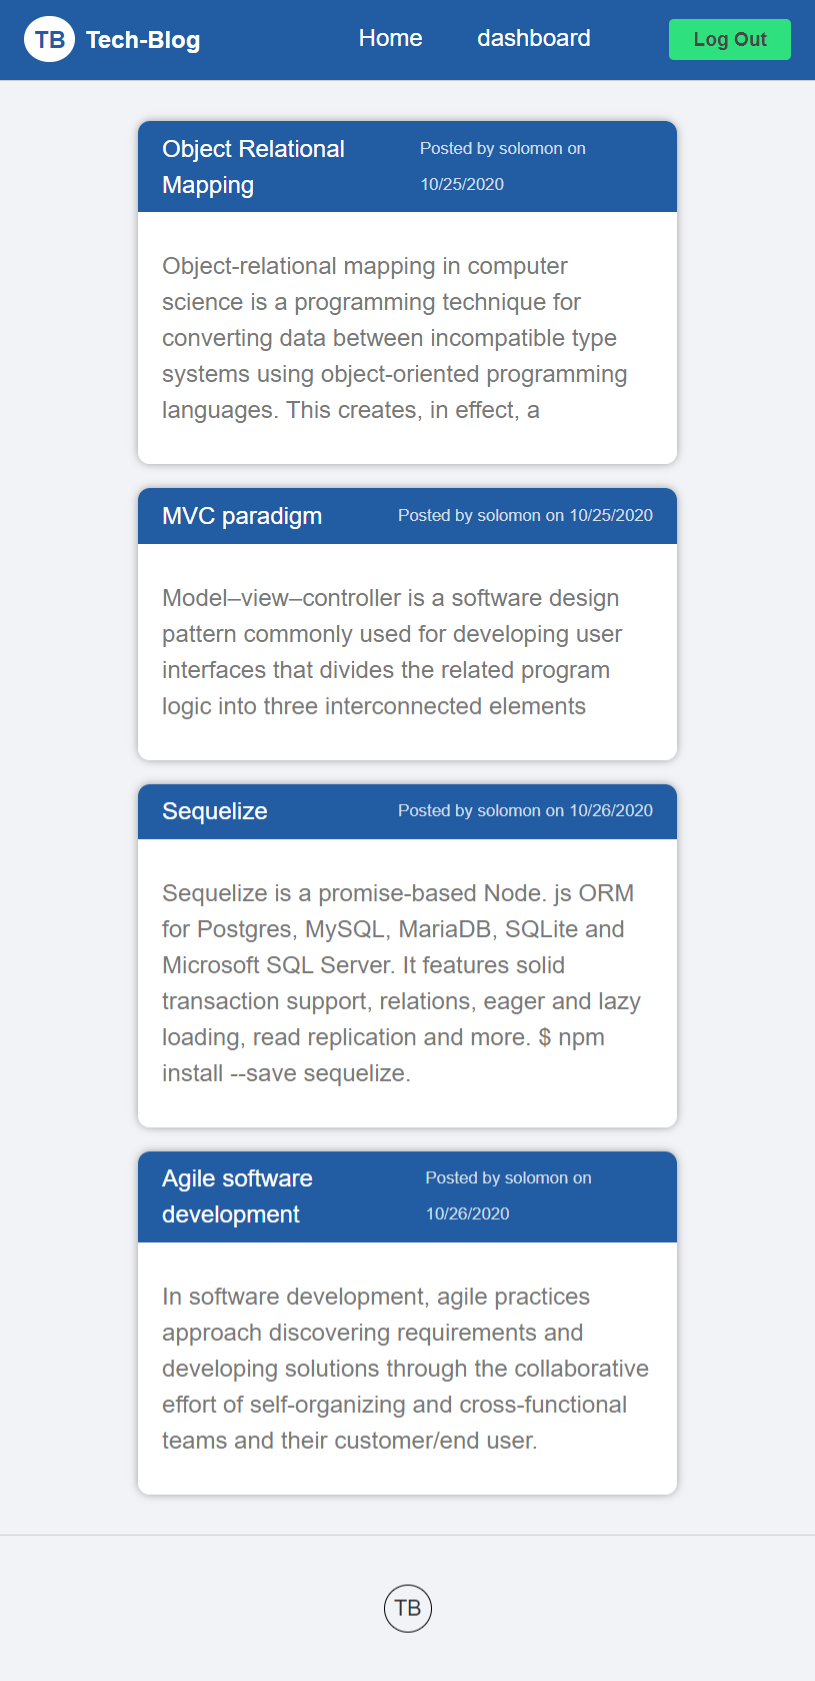 TB Tech-Blog Home dashboard Log Out
Object Relational
Mapping
Posted by solomon on
10/25/2020
Object-relational mapping in computer
science is a programming technique for
converting data between incompatible type
systems using object-oriented programming
languages. This creates, in effect, a
MVC paradigm Posted by solomon on 10/25/2020
Model–view–controller is a software design
pattern commonly used for developing user
interfaces that divides the related program
logic into three interconnected elements
Sequelize Posted by solomon on 10/26/2020
Sequelize is a promise-based Node. js ORM
for Postgres, MySQL, MariaDB, SQLite and
Microsoft SQL Server. It features solid
transaction support, relations, eager and lazy
loading, read replication and more. $ npm
install --save sequelize.
Agile software
development
Posted by solomon on
10/26/2020
In software development, agile practices
approach discovering requirements and
developing solutions through the collaborative
effort of self-organizing and cross-functional
teams and their customer/end user.
TB